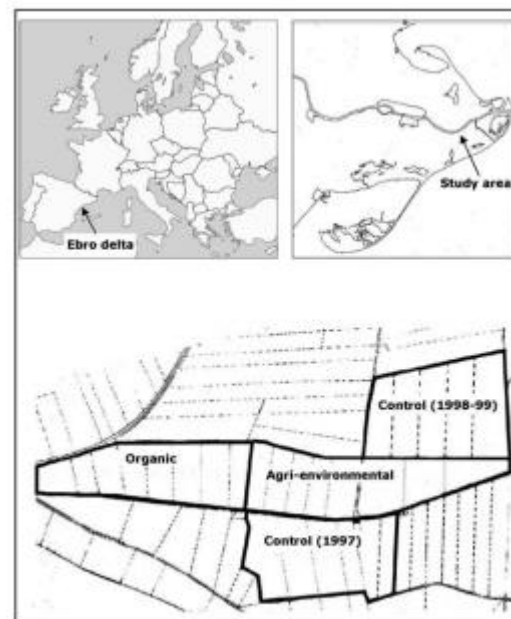 Ebro delta
Study area
Control (1998-99)
Organic
Agri-environmental
Control (1997)